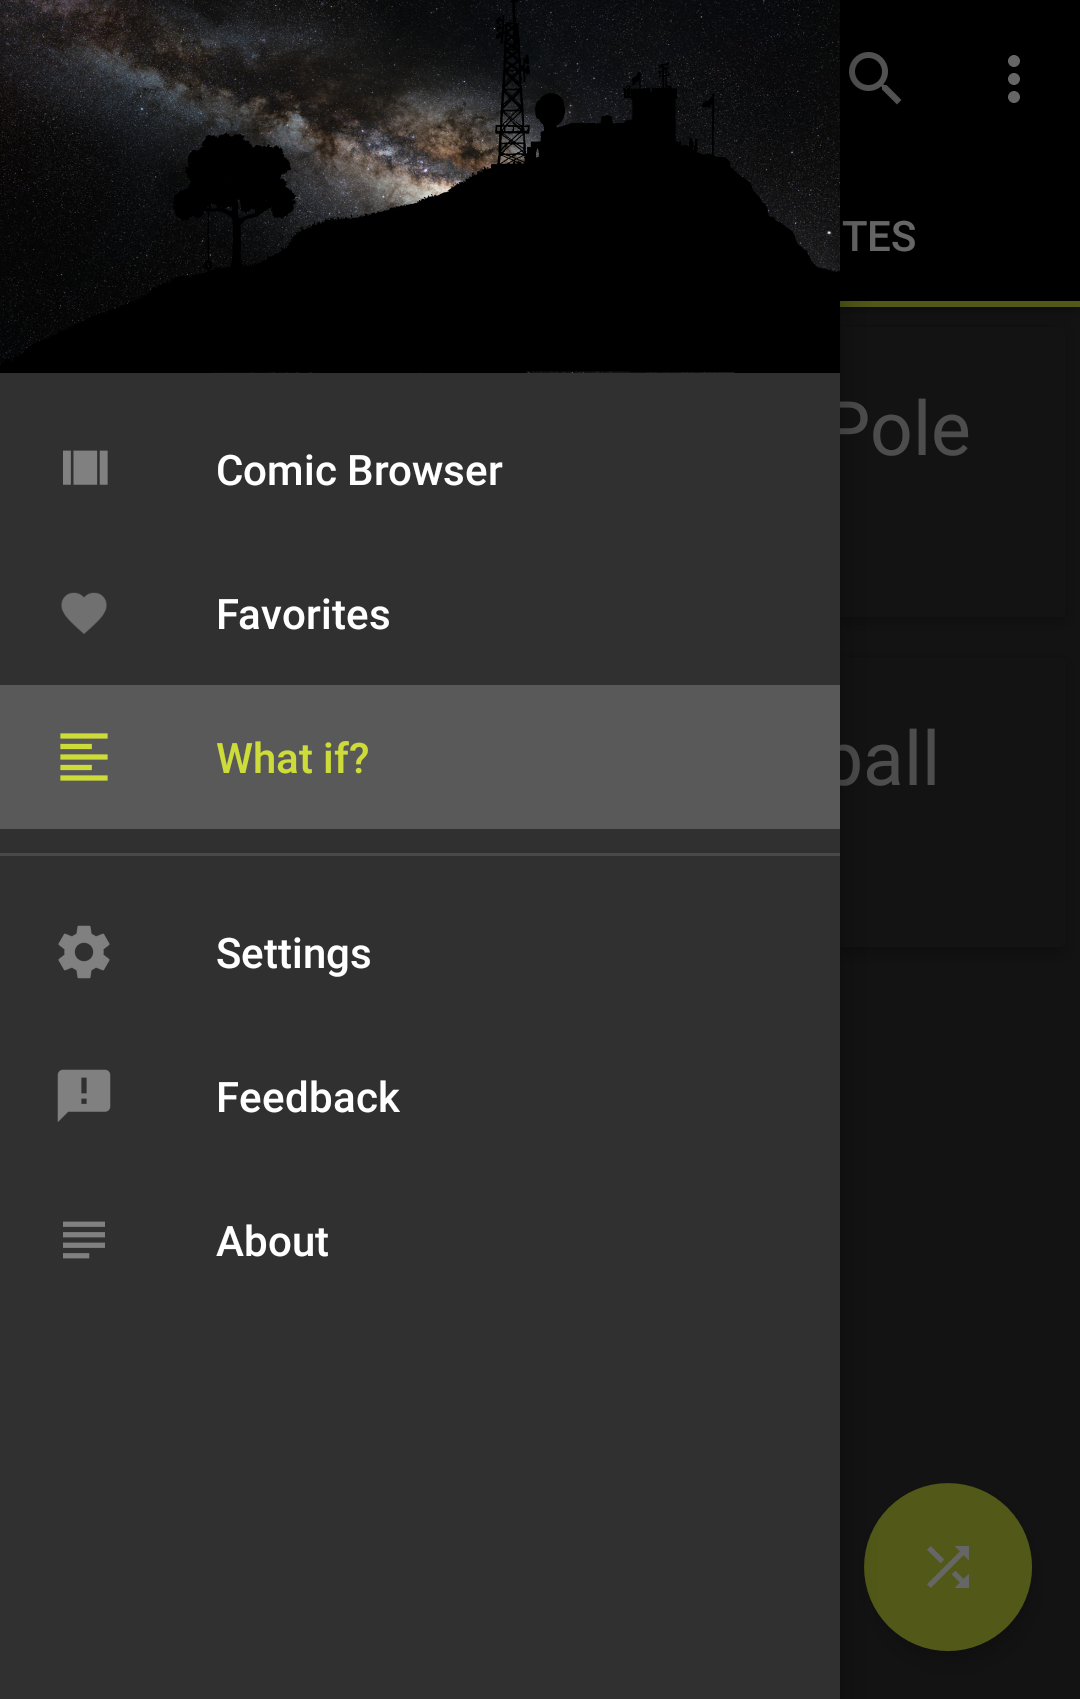 TES
Pole
ball
Comic Browser
Favorites
What if?
Settings
Feedback
About